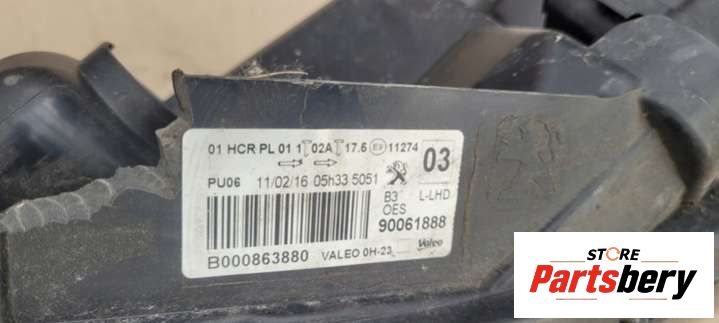 01 HCR PL 01 1 02A 17.6 11274
03
PU06 11/02/16 05h33 5051
B3 L-LHD
OES
90061888
B000863880 VALEO 0H-23 Valeo
STORE
Partsbery